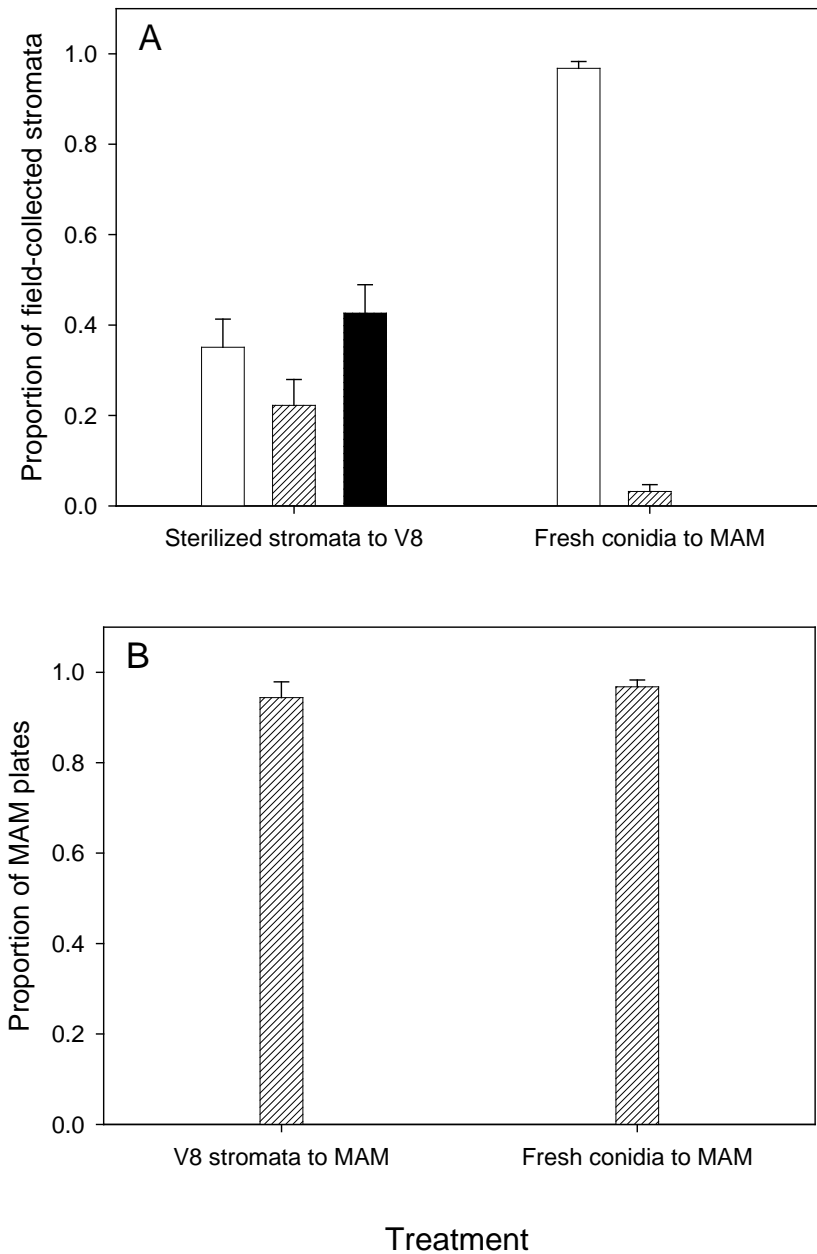 A
Proportion of field-collected stromata
1.0
0.8
0.6
0.4
0.2
0.0
Sterilized stromata to V8
Fresh conidia to MAM
B
Proportion of MAM plates
1.0
0.8
0.6
0.4
0.2
0.0
V8 stromata to MAM
Fresh conidia to MAM
Treatment